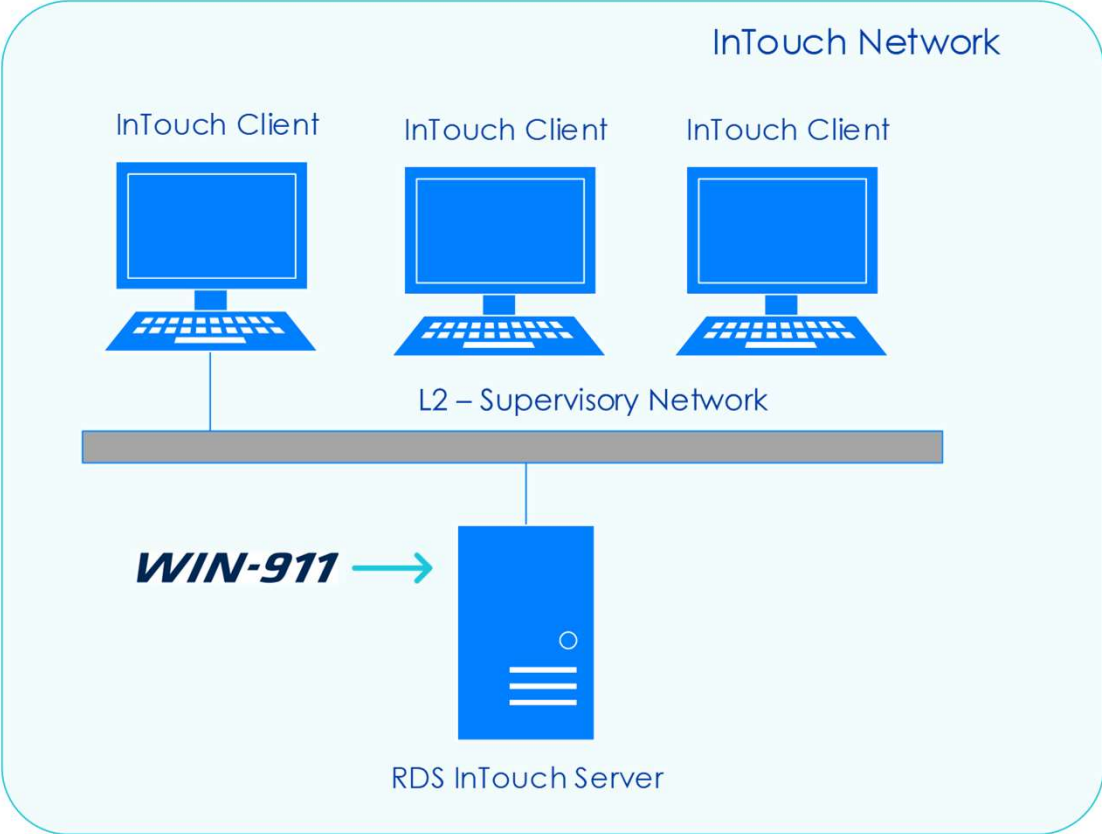 InTouch Network
InTouch Client
InTouch Client
InTouch Client
L2 – Supervisory Network
WIN-911
RDS InTouch Server